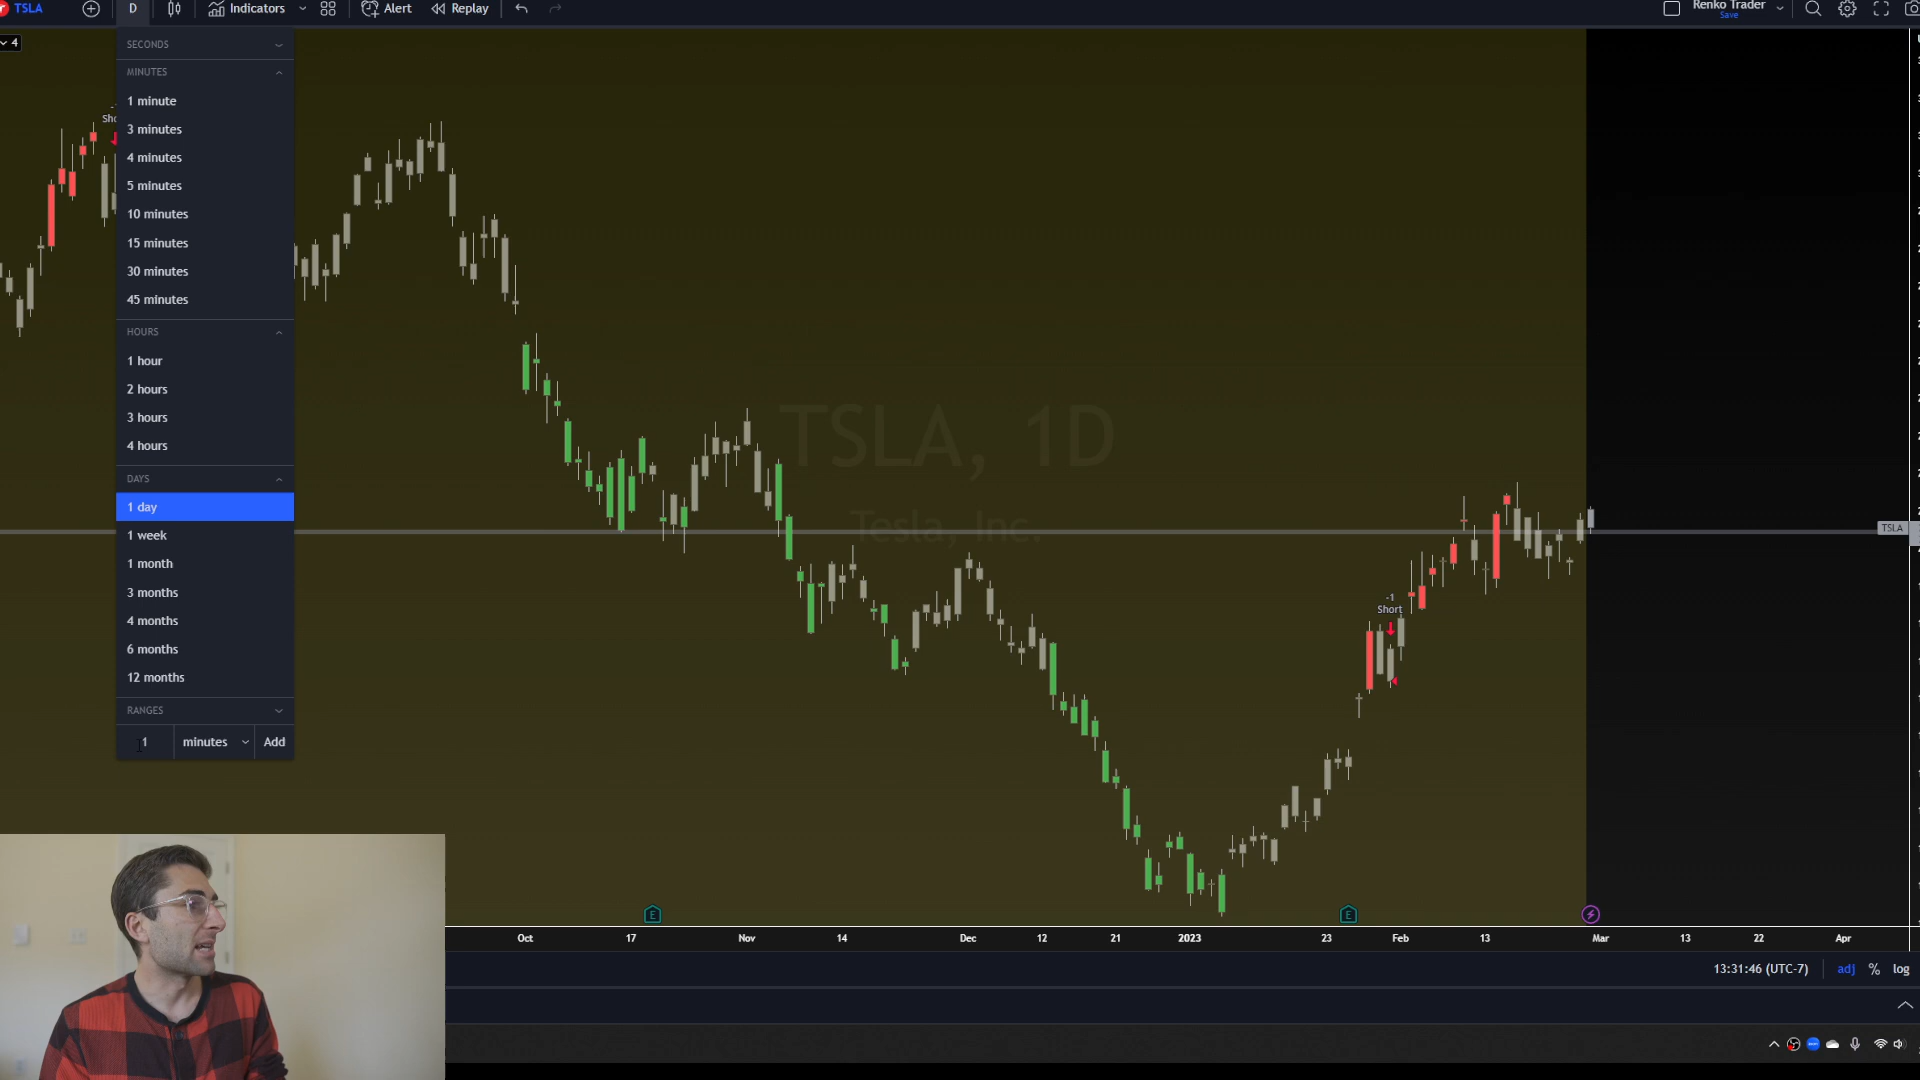 TSLA D Indicators Alert Replay Renko Trader
Save
4
SECONDS
MINUTES
1 minute
3 minutes
4 minutes
5 minutes
10 minutes
15 minutes
30 minutes
45 minutes
HOURS
1 hour
2 hours
3 hours
4 hours
DAYS
1 day
1 week
1 month
3 months
4 months
6 months
12 months
RANGES
1 minutes Add
TSLA, 1D
Tesla, Inc.
TSLA
-1
Short
E E
Oct 17 Nov 14 Dec 12 21 2023 23 Feb 13 Mar 13 22 Apr
13:31:46 (UTC-7) adj % log